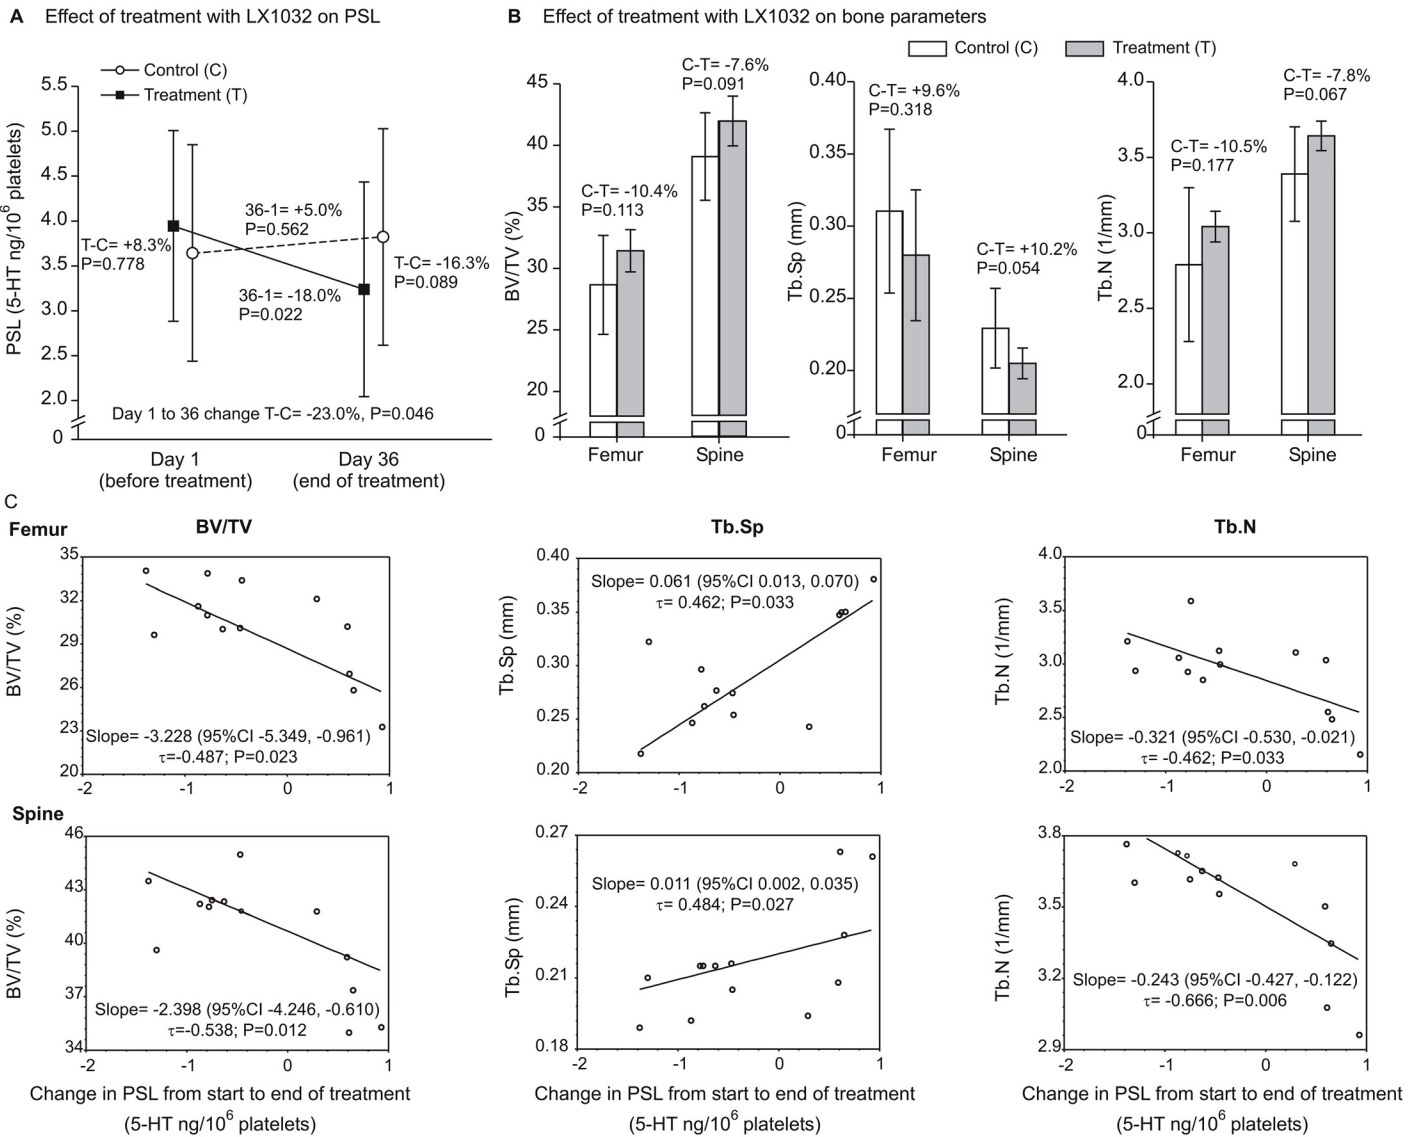 A Effect of treatment with LX1032 on PSL
Control (C)
Treatment (T)
PSL (5-HT ng/10⁶ platelets)
5.5
5.0
4.5
4.0
3.5
3.0
2.5
2.0
0
T-C= +8.3%
P=0.778
36-1= +5.0%
P=0.562
36-1= -18.0%
P=0.022
T-C= -16.3%
P=0.089
Day 1 to 36 change T-C= -23.0%, P=0.046
Day 1
(before treatment)
Day 36
(end of treatment)
B Effect of treatment with LX1032 on bone parameters
Control (C)
Treatment (T)
BV/TV (%)
45
40
35
30
25
20
0
C-T= -10.4%
P=0.113
C-T= -7.6%
P=0.091
Femur
Spine
Tb.Sp (mm)
0.40
0.35
0.30
0.25
0.20
0
C-T= +9.6%
P=0.318
C-T= +10.2%
P=0.054
Femur
Spine
Tb.N (1/mm)
4.0
3.5
3.0
2.5
2.0
0
C-T= -10.5%
P=0.177
C-T= -7.8%
P=0.067
Femur
Spine
C
Femur
BV/TV
BV/TV (%)
35
32
29
26
23
20
Slope= -3.228 (95%CI -5.349, -0.961)
τ=-0.487; P=0.023
-2 -1 0 1
Tb.Sp
Tb.Sp (mm)
0.40
0.35
0.30
0.25
0.20
Slope= 0.061 (95%CI 0.013, 0.070)
τ= 0.462; P=0.033
-2 -1 0 1
Tb.N
Tb.N (1/mm)
4.0
3.5
3.0
2.5
2.0
Slope= -0.321 (95%CI -0.530, -0.021)
τ= -0.462; P=0.033
-2 -1 0 1
Spine
BV/TV (%)
46
43
40
37
34
Slope= -2.398 (95%CI -4.246, -0.610)
τ=-0.538; P=0.012
-2 -1 0 1
Change in PSL from start to end of treatment
(5-HT ng/10⁶ platelets)
Tb.Sp (mm)
0.27
0.24
0.21
0.18
Slope= 0.011 (95%CI 0.002, 0.035)
τ= 0.484; P=0.027
-2 -1 0 1
Change in PSL from start to end of treatment
(5-HT ng/10⁶ platelets)
Tb.N (1/mm)
3.8
3.5
3.2
2.9
Slope= -0.243 (95%CI -0.427, -0.122)
τ= -0.666; P=0.006
-2 -1 0 1
Change in PSL from start to end of treatment
(5-HT ng/10⁶ platelets)